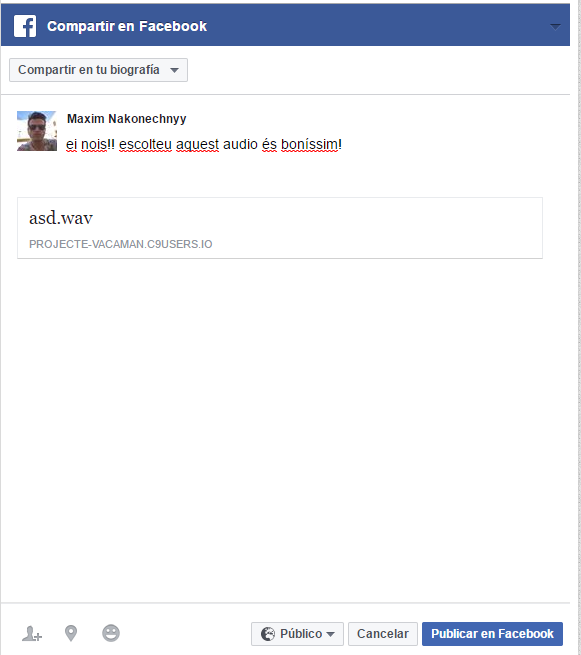 Compartir en Facebook
Compartir en tu biografía
Maxim Nakonechnyy
ei nois!! escolteu aquest audio és boníssim!
asd.wav
PROJECTE-VACAMAN.C9USERS.IO
Público Cancelar Publicar en Facebook